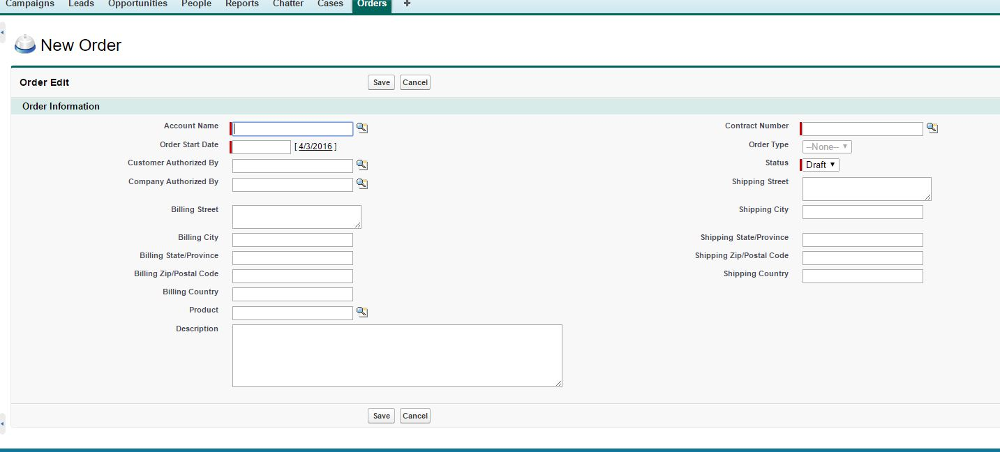 Campaigns Leads Opportunities People Reports Chatter Cases Orders +
New Order
Order Edit Save Cancel
Order Information
Account Name Contract Number
Order Start Date [ 4/3/2016 ] Order Type --None--
Customer Authorized By Status Draft
Company Authorized By Shipping Street
Billing Street Shipping City
Billing City Shipping State/Province
Billing State/Province Shipping Zip/Postal Code
Billing Zip/Postal Code Shipping Country
Billing Country
Product
Description
Save Cancel